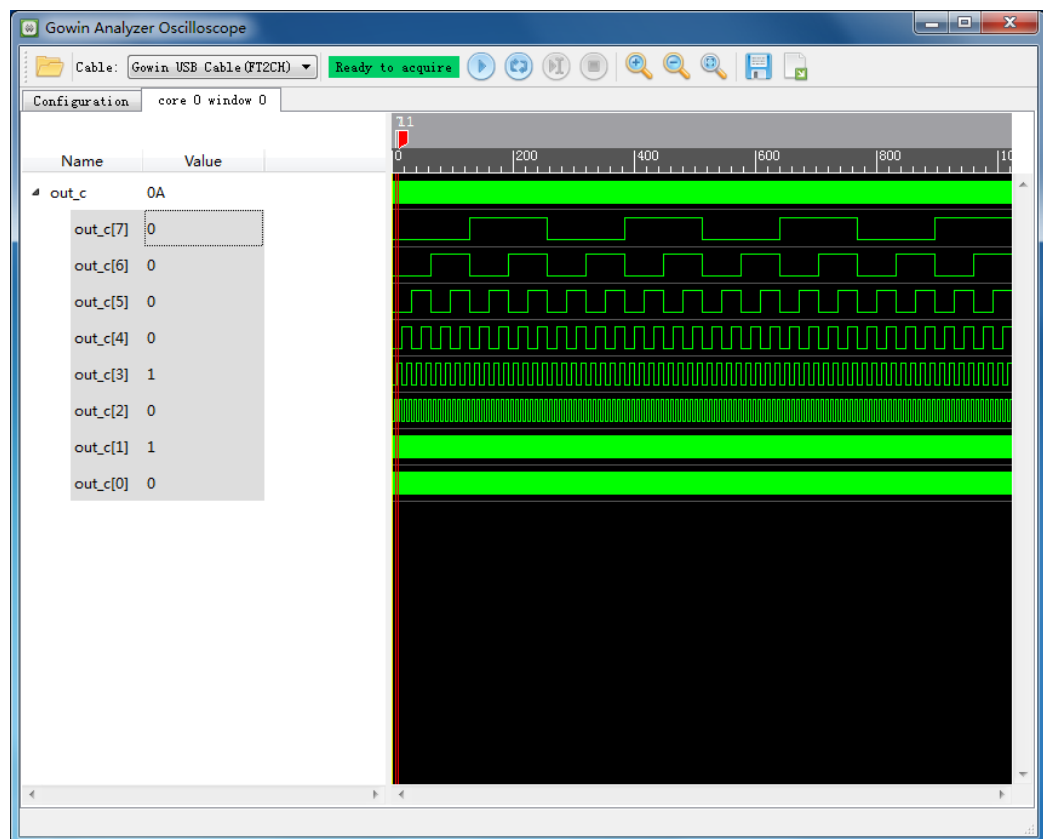 Gowin Analyzer Oscilloscope
Cable: Gowin USB Cable(FT2CH) Ready to acquire
Configuration core 0 window 0
Name Value
0 200 400 600 800
out_c 0A
out_c[7] 0
out_c[6] 0
out_c[5] 0
out_c[4] 0
out_c[3] 1
out_c[2] 0
out_c[1] 1
out_c[0] 0